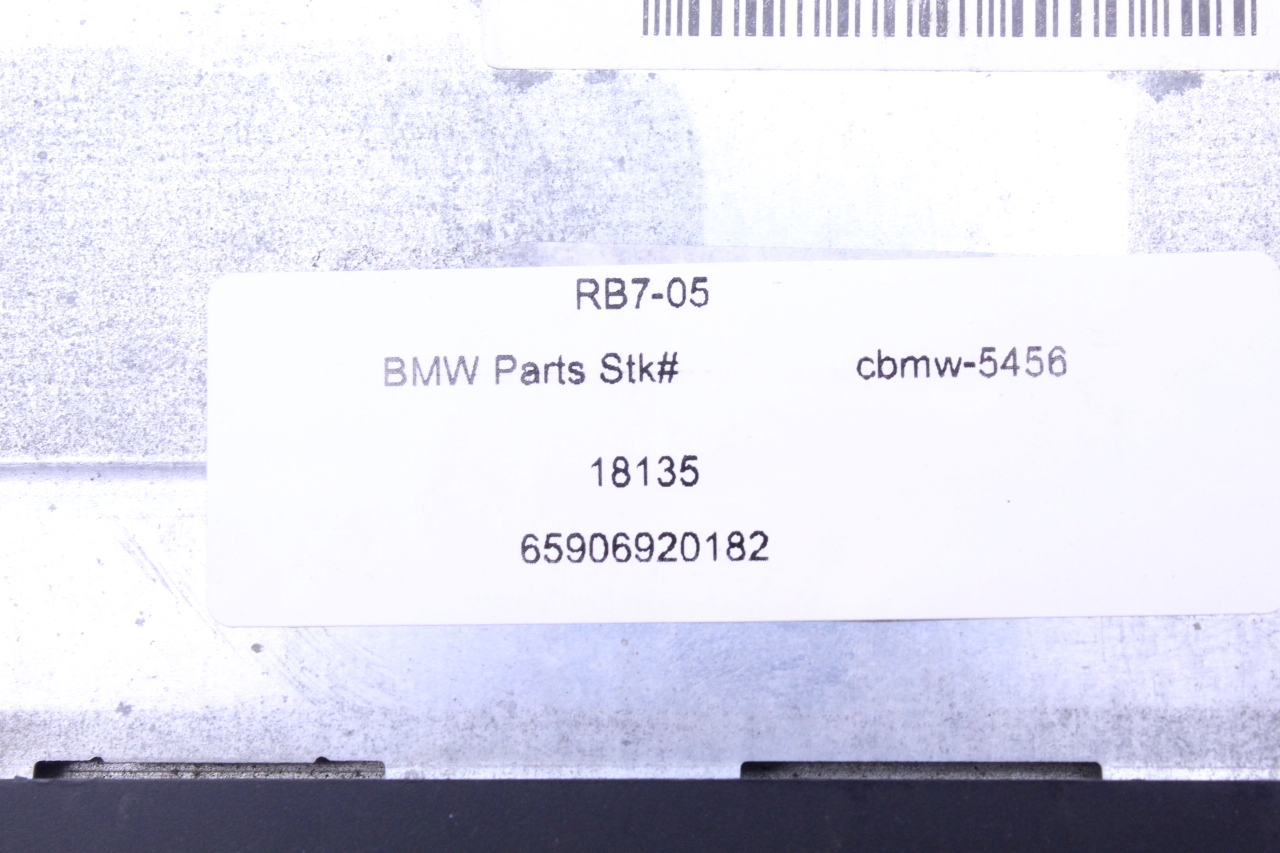 RB7-05
BMW Parts Stk# cbmw-5456
18135
65906920182